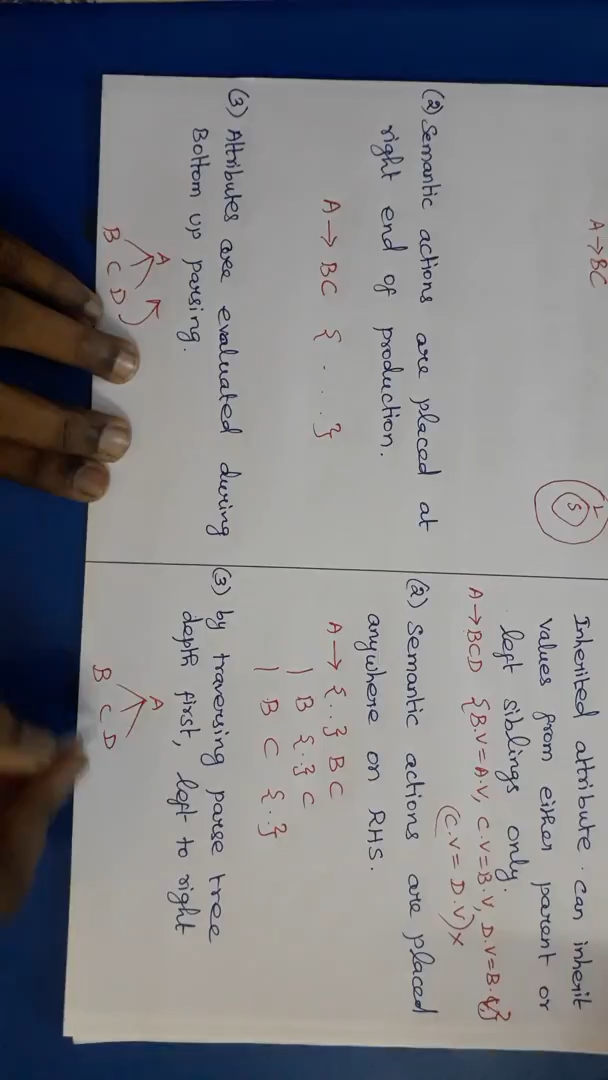 A → BC
(2) Semantic actions are placed at
right end of production.
A → BC { . . . }
(3) Attributes are evaluated during
Bottom up parsing.
A
B C D
L
S
Inherited attribute can inherit
values from either parent or
left siblings only.
A → BCD {B.V=A.V, C.V=B.V, D.V=B.V}
(C.V = D.V) x
(2) Semantic actions are placed
anywhere on RHS.
A → {..} BC
| B {..} C
| B C {..}
(3) by traversing parse tree
depth first, left to right
A
B C D